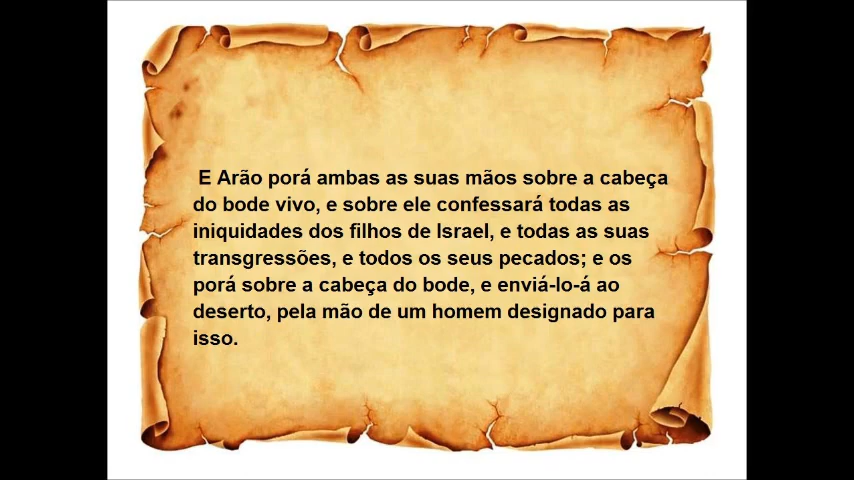 E Arão porá ambas as suas mãos sobre a cabeça
do bode vivo, e sobre ele confessará todas as
iniquidades dos filhos de Israel, e todas as suas
transgressões, e todos os seus pecados; e os
porá sobre a cabeça do bode, e enviá-lo-á ao
deserto, pela mão de um homem designado para
isso.